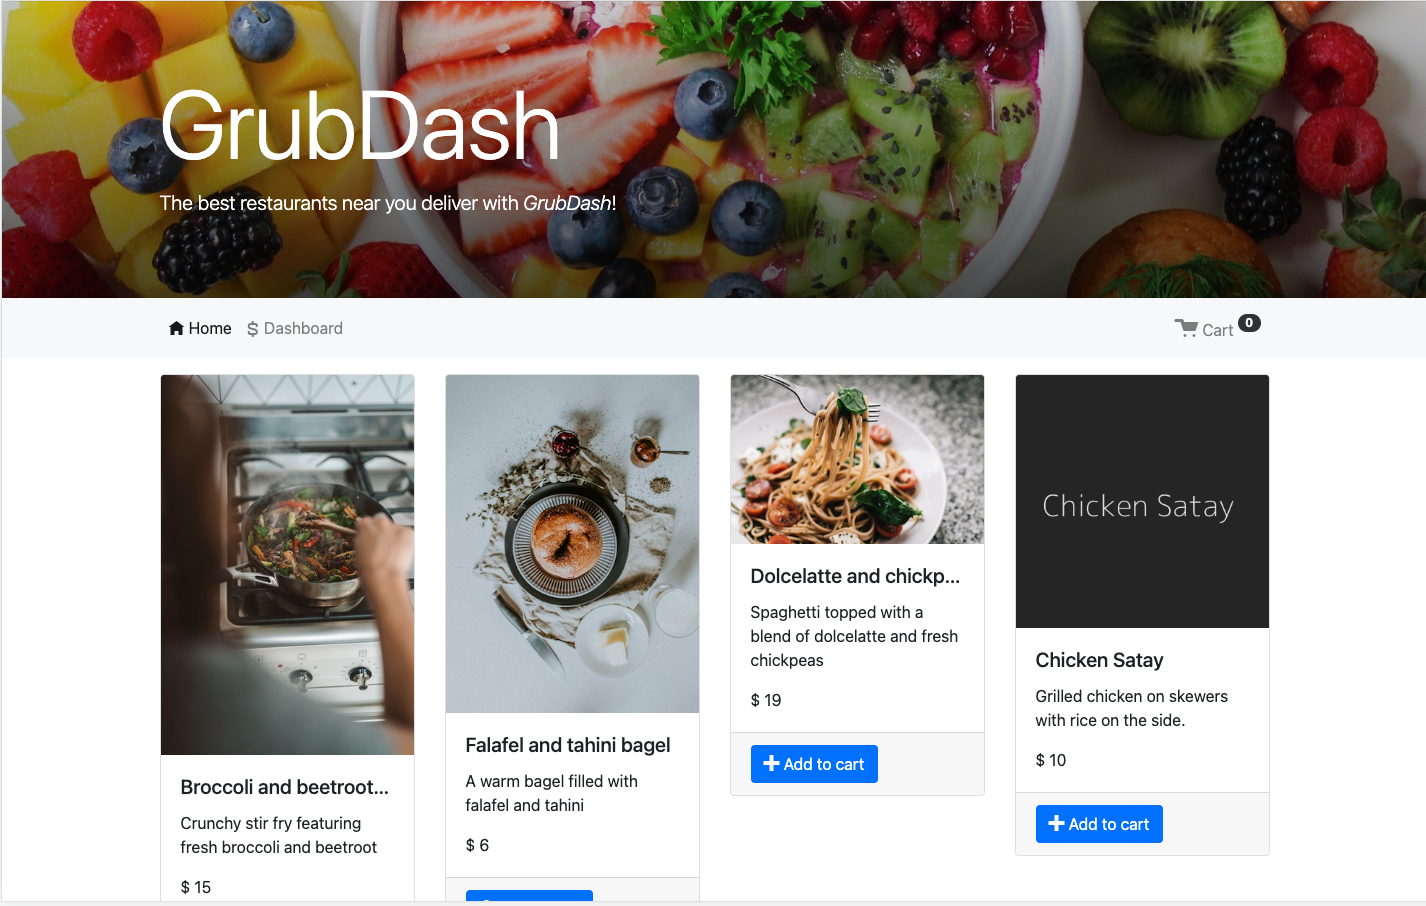 GrubDash
The best restaurants near you deliver with GrubDash!
Home
$ Dashboard
Cart 0
Broccoli and beetroot...
Crunchy stir fry featuring
fresh broccoli and beetroot
$ 15
Falafel and tahini bagel
A warm bagel filled with
falafel and tahini
$ 6
Dolcelatte and chickp...
Spaghetti topped with a
blend of dolcelatte and fresh
chickpeas
$ 19
+ Add to cart
Chicken Satay
Chicken Satay
Grilled chicken on skewers
with rice on the side.
$ 10
+ Add to cart